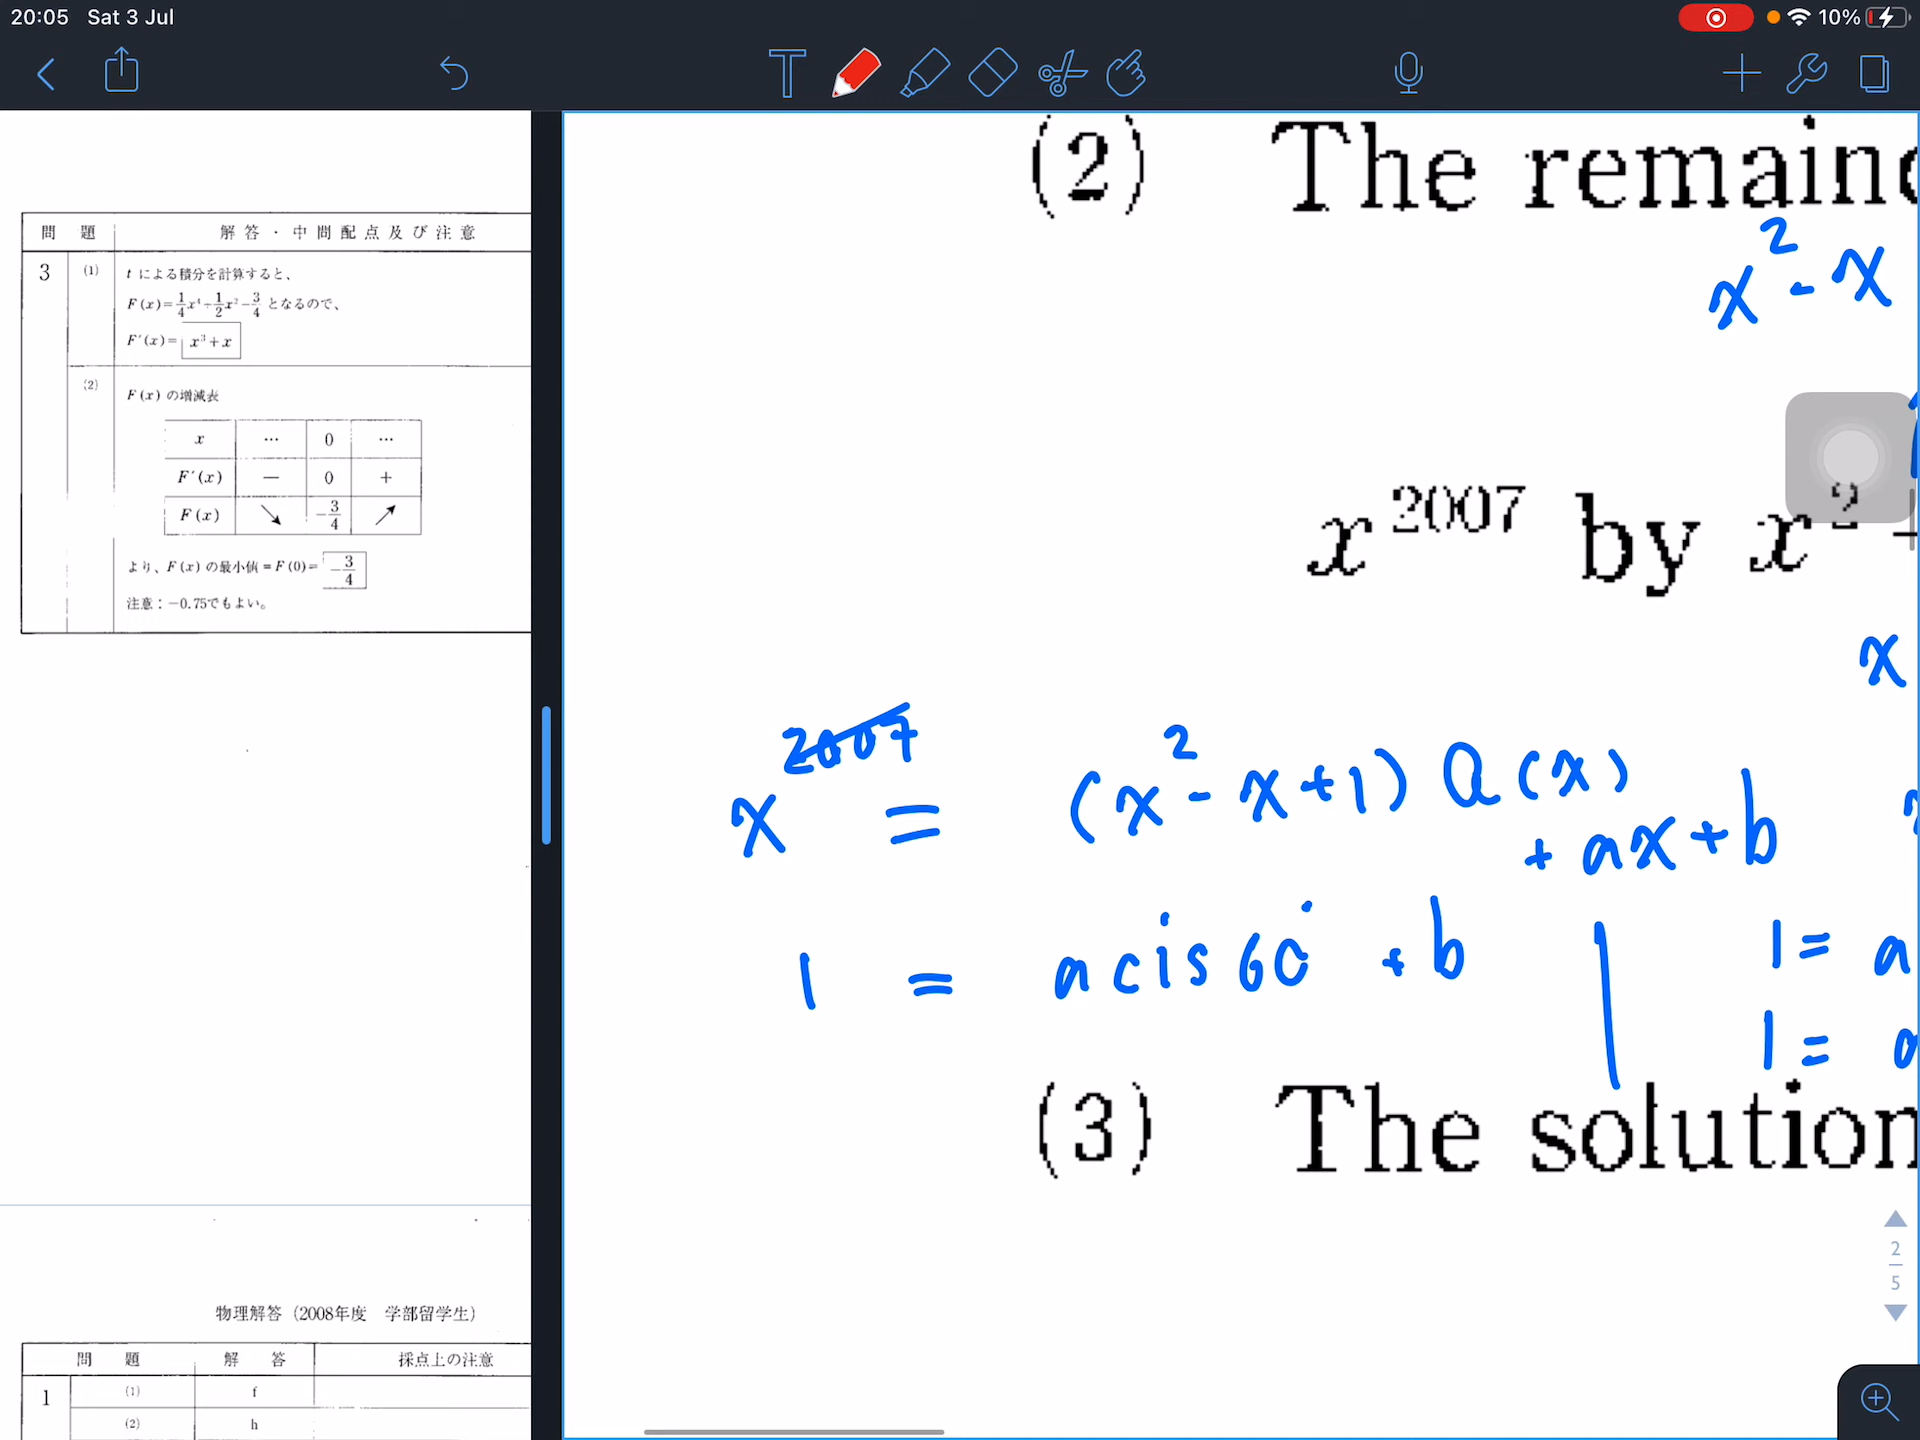 20:05 Sat 3 Jul
10%
問題 解答・中間配点及び注意
3 (1) t による積分を計算すると、
F(x)=1/4x⁴+1/2x²−3/4 となるので、
F′(x)= x³+x
(2) F(x) の増減表
x … 0 …
F′(x) — 0 +
F(x) ↘ −3/4 ↗
より、F(x) の最小値=F(0)= −3/4
注意：−0.75でもよい。
物理解答（2008年度 学部留学生）
問題 解答 採点上の注意
1 (1) f
(2) h
(2) The remain
x² - x
x²⁰⁰⁷ by x²
x
x²⁰⁰⁷ = (x² - x + 1) Q(x)
+ ax + b
1 = a cis 60° + b
1 = a
1 = a
(3) The solution
2
5